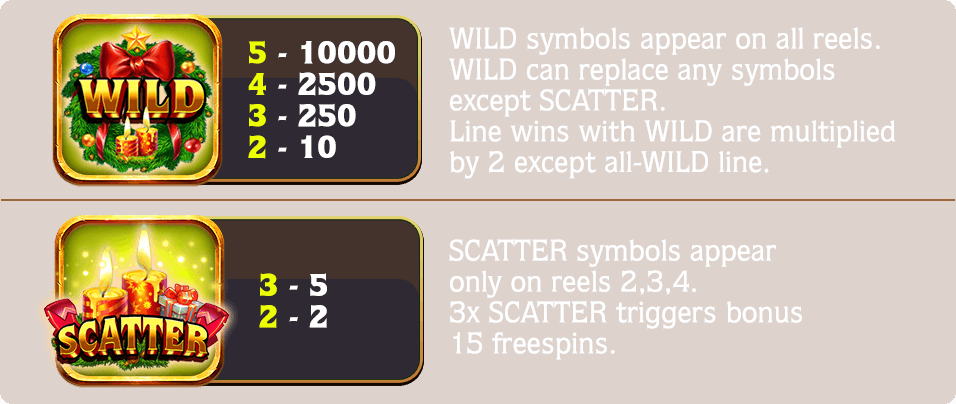 WILD
5 - 10000
4 - 2500
3 - 250
2 - 10
WILD symbols appear on all reels.
WILD can replace any symbols
except SCATTER.
Line wins with WILD are multiplied
by 2 except all-WILD line.
SCATTER
3 - 5
2 - 2
SCATTER symbols appear
only on reels 2,3,4.
3x SCATTER triggers bonus
15 freespins.